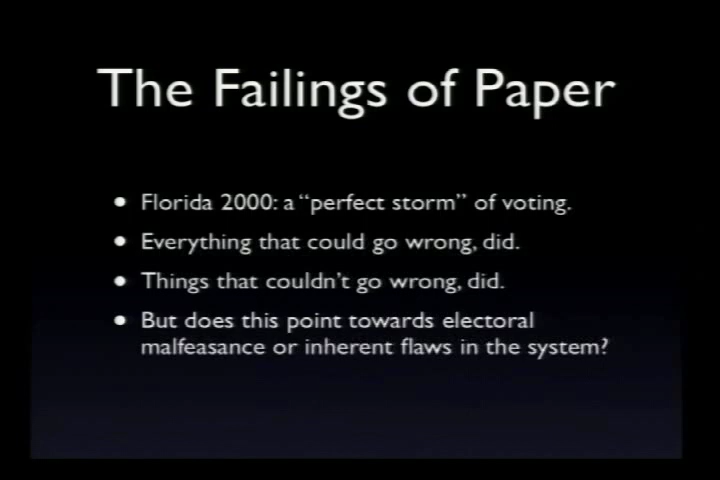 The Failings of Paper
• Florida 2000: a “perfect storm” of voting.
• Everything that could go wrong, did.
• Things that couldn’t go wrong, did.
• But does this point towards electoral
malfeasance or inherent flaws in the system?